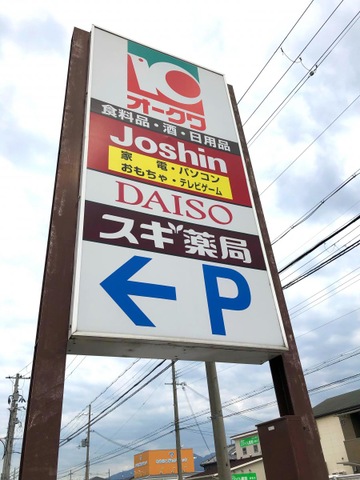 オークワ
食料品・酒・日用品
Joshin
家電・パソコン
おもちゃ・テレビゲーム
DAISO
スギ薬局
← P